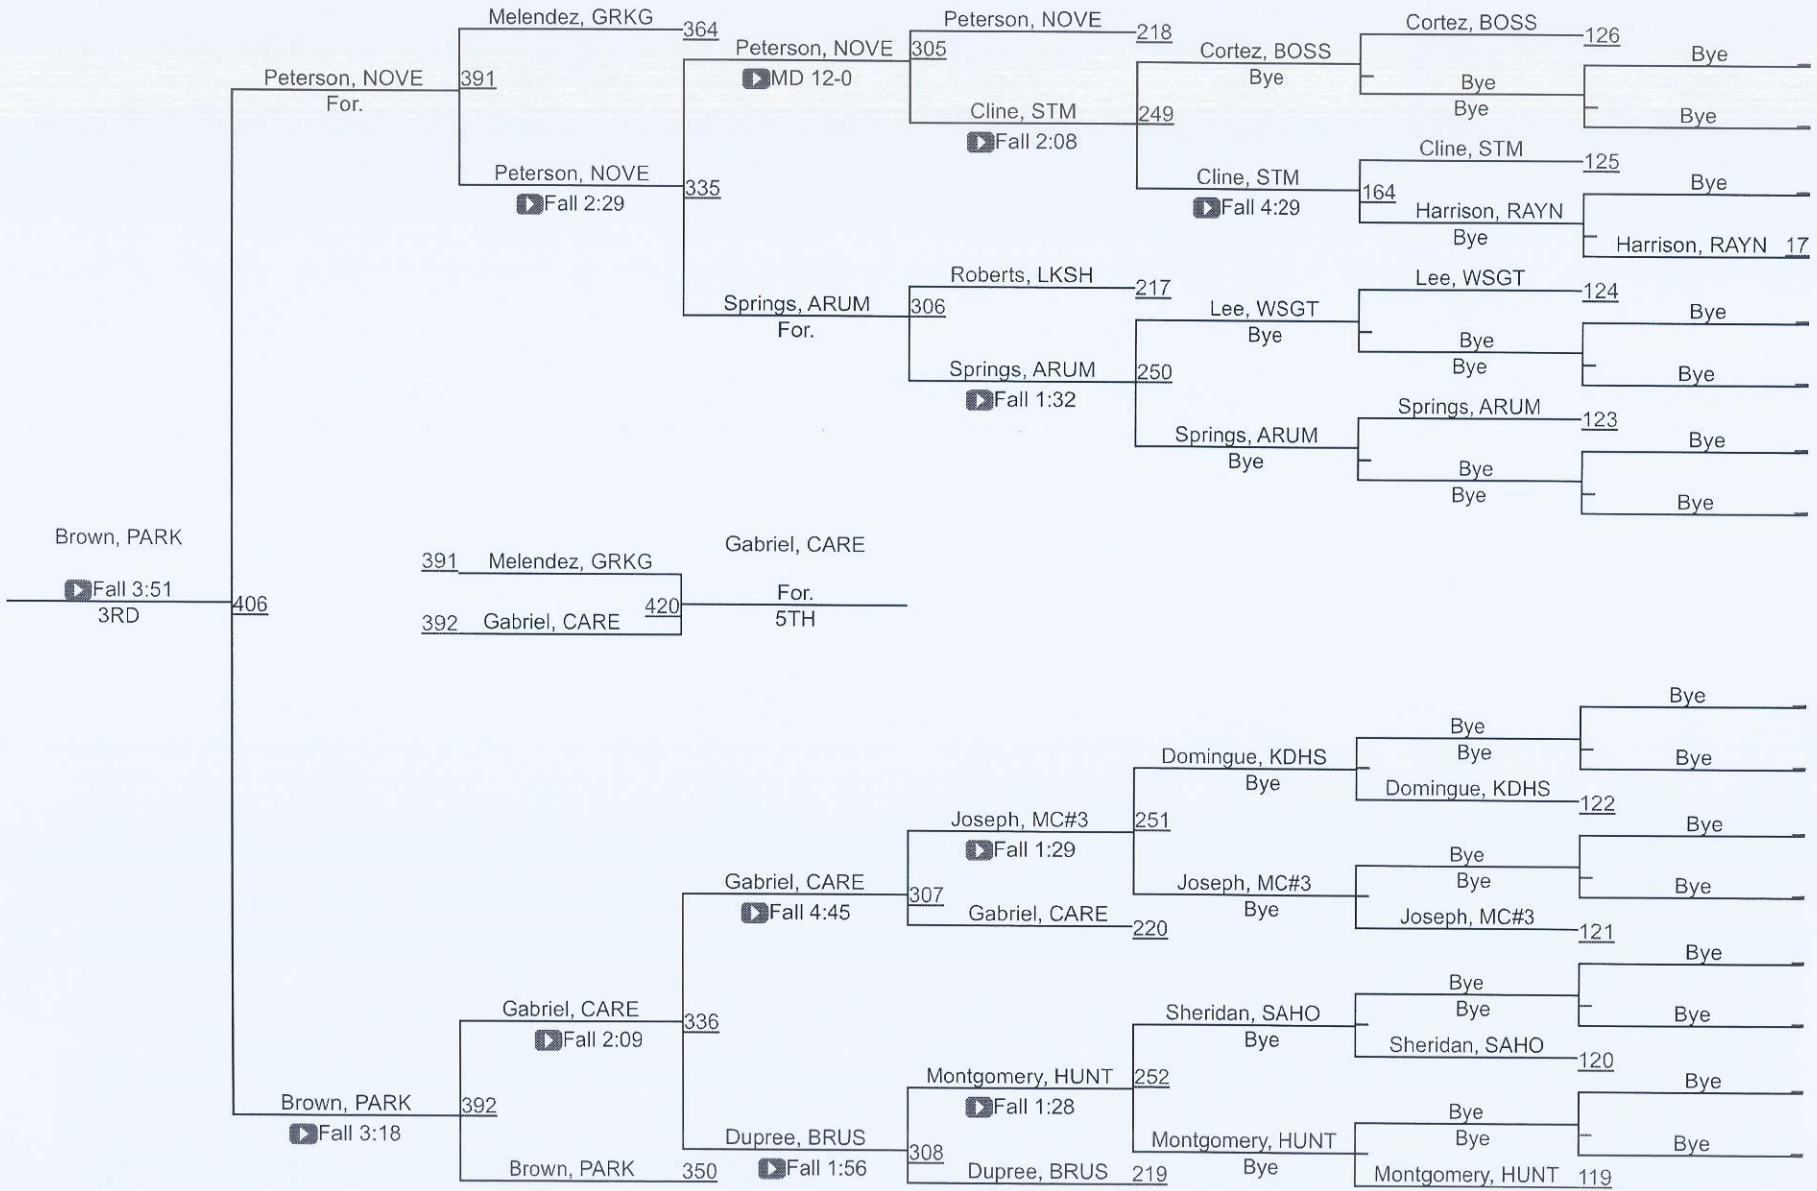 Melendez, GRKG
364
Peterson, NOVE
For.
391
Peterson, NOVE
Fall 2:29
335
Peterson, NOVE
MD 12-0
305
Peterson, NOVE
218
Cline, STM
Fall 2:08
249
Cortez, BOSS
Bye
Cortez, BOSS
126
Bye
Bye
Bye
Bye
Cline, STM
Fall 4:29
164
Cline, STM
125
Harrison, RAYN
Bye
Bye
Harrison, RAYN 17
Springs, ARUM
For.
306
Roberts, LKSH
217
Springs, ARUM
Fall 1:32
250
Lee, WSGT
Bye
Lee, WSGT
124
Bye
Bye
Bye
Bye
Springs, ARUM
Bye
Springs, ARUM
123
Bye
Bye
Bye
Bye
Brown, PARK
Fall 3:51
3RD
406
391 Melendez, GRKG
392 Gabriel, CARE
420
Gabriel, CARE
For.
5TH
Brown, PARK
Fall 3:18
392
Gabriel, CARE
Fall 2:09
336
Brown, PARK
350
Gabriel, CARE
Fall 4:45
307
Joseph, MC#3
Fall 1:29
251
Gabriel, CARE
220
Domingue, KDHS
Bye
Bye
Bye
Bye
Bye
Domingue, KDHS
122
Joseph, MC#3
Bye
Bye
Bye
Bye
Bye
Joseph, MC#3
121
Dupree, BRUS
Fall 1:56
308
Montgomery, HUNT
Fall 1:28
252
Dupree, BRUS
219
Sheridan, SAHO
Bye
Bye
Bye
Bye
Bye
Sheridan, SAHO
120
Montgomery, HUNT
Bye
Bye
Bye
Bye
Bye
Montgomery, HUNT
119